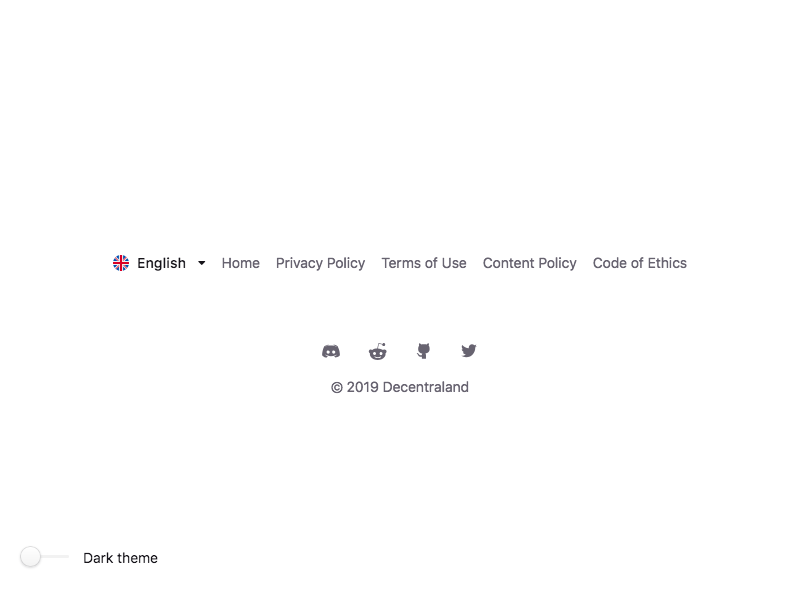 English Home Privacy Policy Terms of Use Content Policy Code of Ethics
© 2019 Decentraland
Dark theme